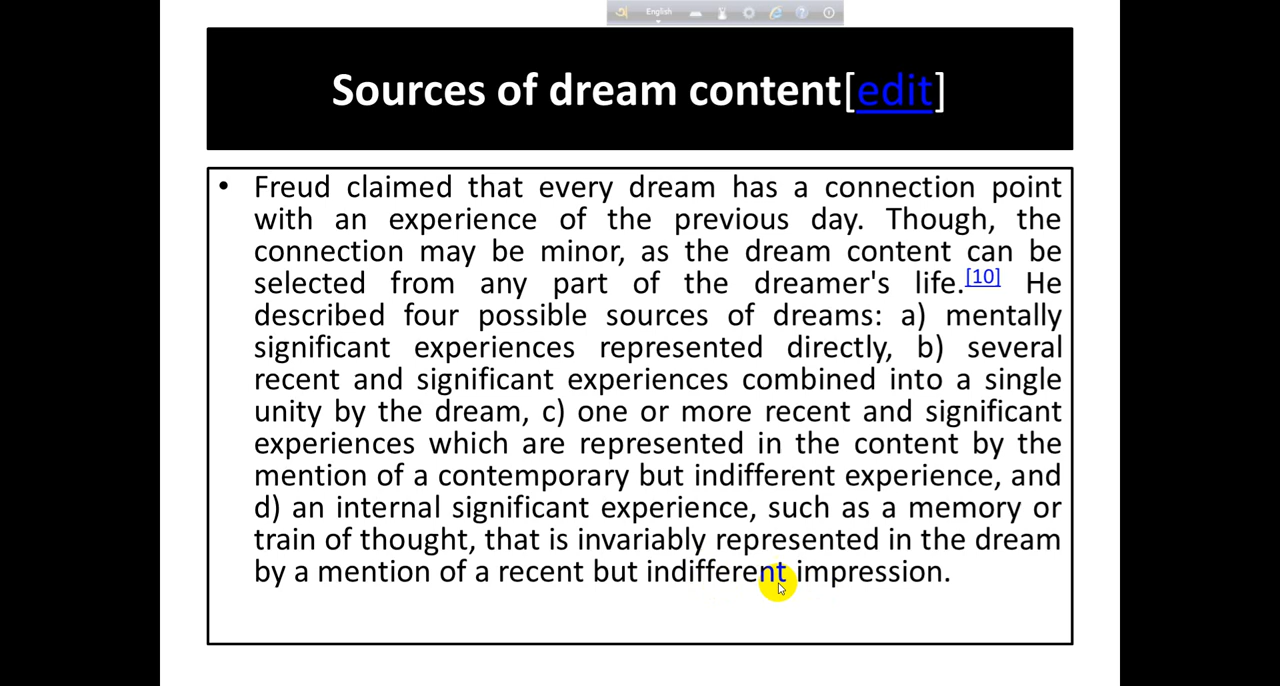 English
Sources of dream content[edit]
• Freud claimed that every dream has a connection point
with an experience of the previous day. Though, the
connection may be minor, as the dream content can be
selected from any part of the dreamer's life.[10] He
described four possible sources of dreams: a) mentally
significant experiences represented directly, b) several
recent and significant experiences combined into a single
unity by the dream, c) one or more recent and significant
experiences which are represented in the content by the
mention of a contemporary but indifferent experience, and
d) an internal significant experience, such as a memory or
train of thought, that is invariably represented in the dream
by a mention of a recent but indifferent impression.